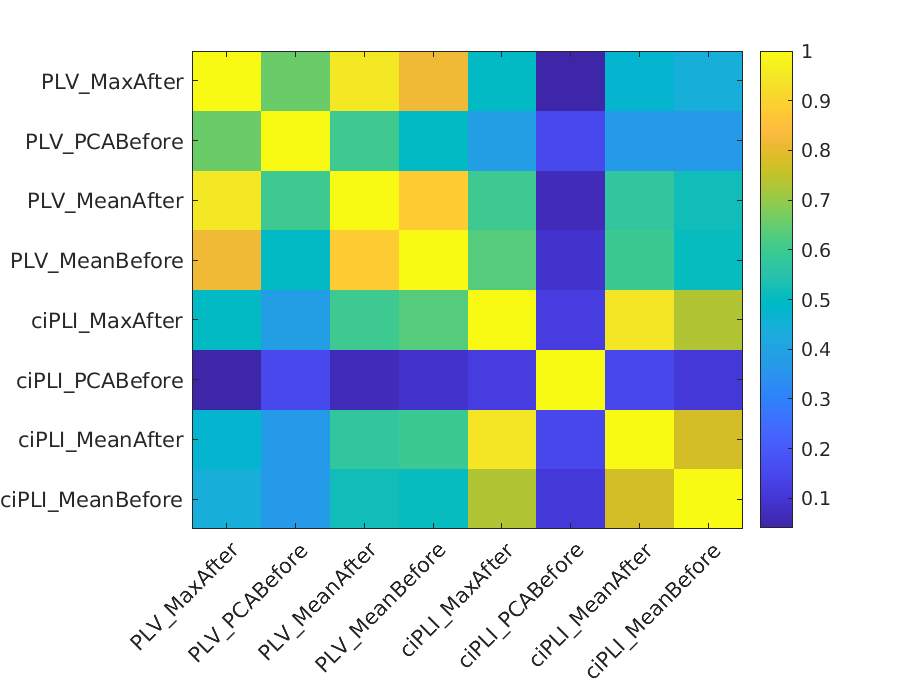 PLV_MaxAfter
PLV_PCABefore
PLV_MeanAfter
PLV_MeanBefore
ciPLI_MaxAfter
ciPLI_PCABefore
ciPLI_MeanAfter
ciPLI_MeanBefore
PLV_MaxAfter
PLV_PCABefore
PLV_MeanAfter
PLV_MeanBefore
ciPLI_MaxAfter
ciPLI_PCABefore
ciPLI_MeanAfter
ciPLI_MeanBefore
1
0.9
0.8
0.7
0.6
0.5
0.4
0.3
0.2
0.1